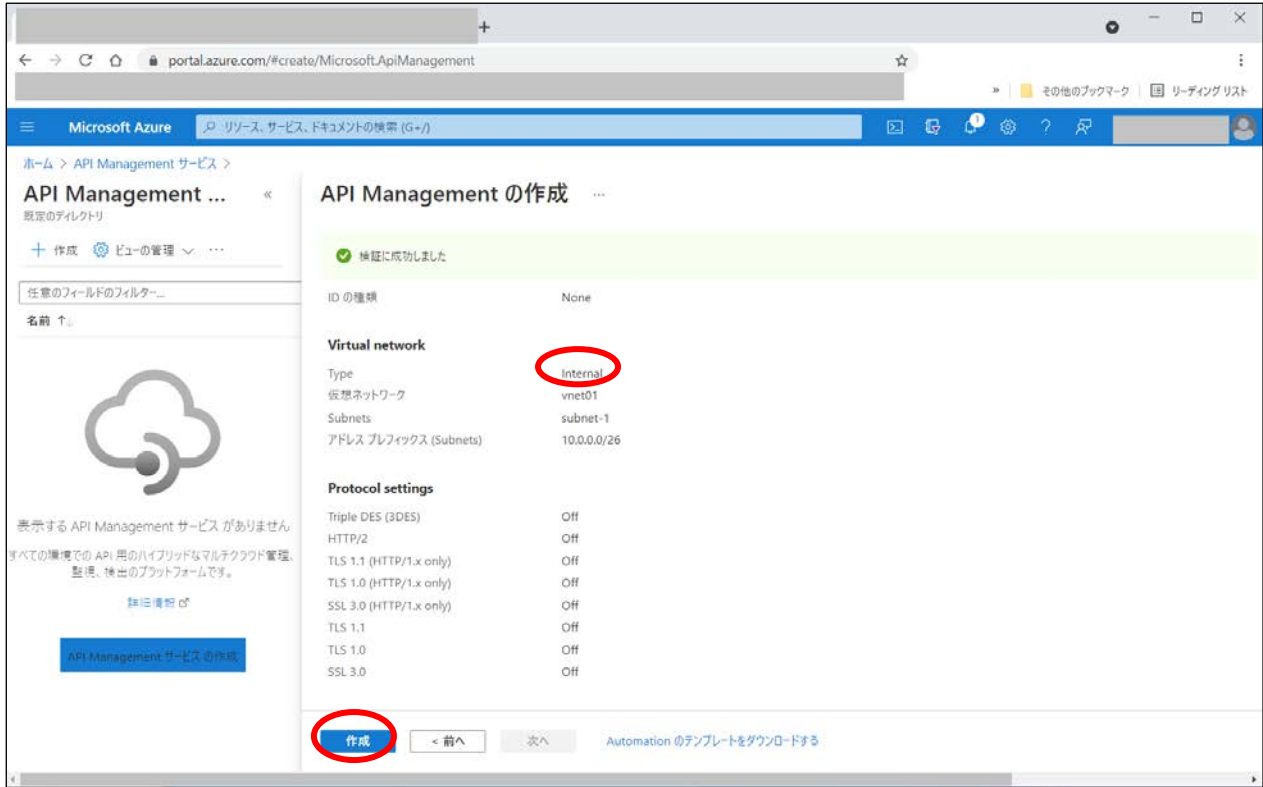 portal.azure.com/#create/Microsoft.ApiManagement
» その他のブックマーク リーディング リスト
Microsoft Azure リソース、サービス、ドキュメントの検索 (G+/) 1
ホーム > API Management サービス >
API Management ... «
既定のディレクトリ
+ 作成 ビューの管理 ...
任意のフィールドのフィルター...
名前 ↑↓
表示する API Management サービス がありません
すべての環境での API 用のハイブリッドなマルチクラウド管理、
監視、検出のプラットフォームです。
詳細情報
API Management サービス の作成
API Management の作成 ...
検証に成功しました
ID の種類 None
Virtual network
Type Internal
仮想ネットワーク vnet01
Subnets subnet-1
アドレス プレフィックス (Subnets) 10.0.0.0/26
Protocol settings
Triple DES (3DES) Off
HTTP/2 Off
TLS 1.1 (HTTP/1.x only) Off
TLS 1.0 (HTTP/1.x only) Off
SSL 3.0 (HTTP/1.x only) Off
TLS 1.1 Off
TLS 1.0 Off
SSL 3.0 Off
作成 < 前へ 次へ Automation のテンプレートをダウンロードする